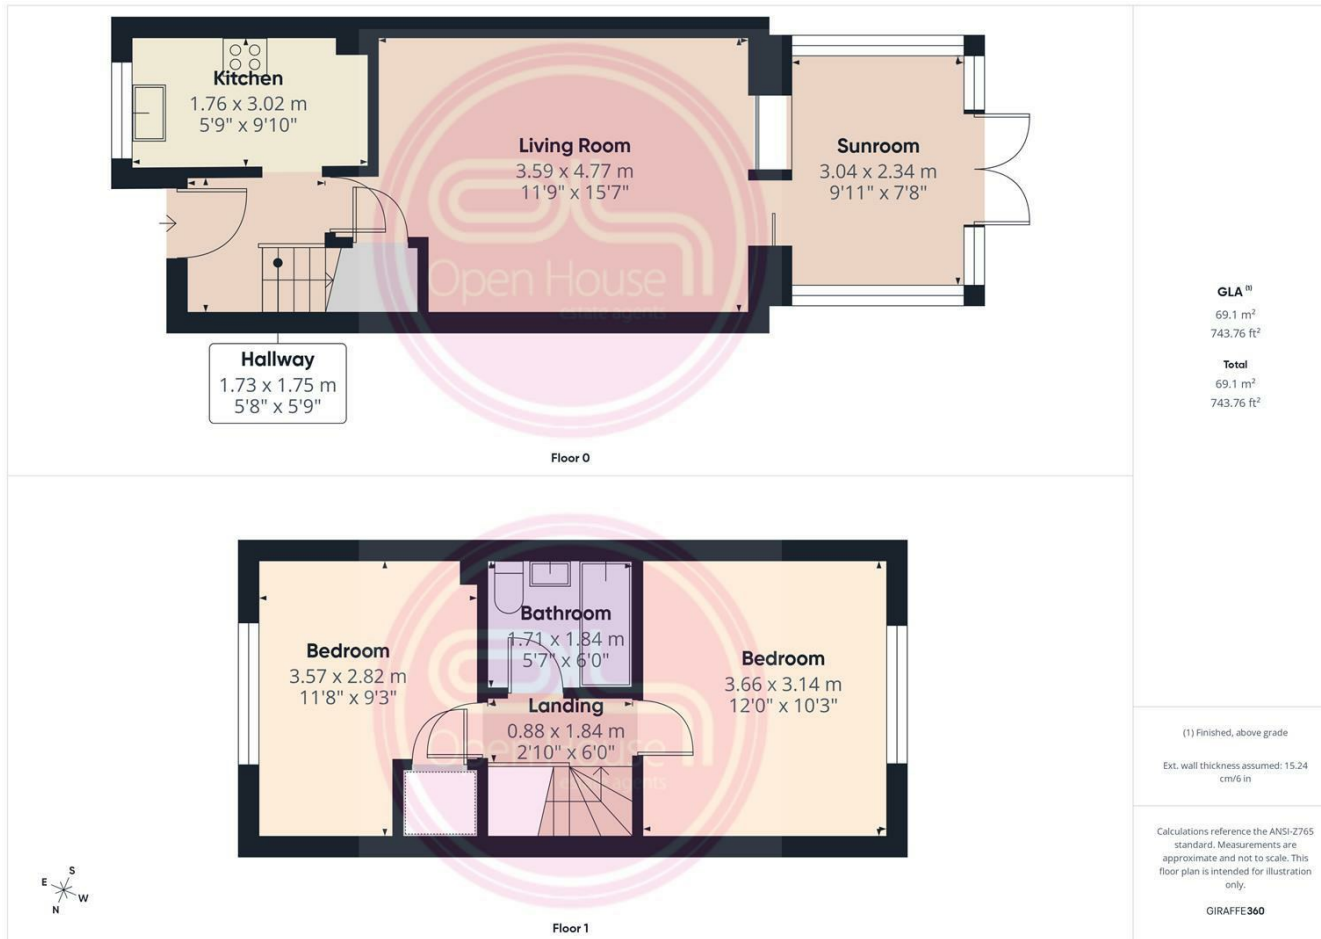 Kitchen
1.76 x 3.02 m
5'9" x 9'10"
Living Room
3.59 x 4.77 m
11'9" x 15'7"
Sunroom
3.04 x 2.34 m
9'11" x 7'8"
Open House
estate agents
Hallway
1.73 x 1.75 m
5'8" x 5'9"
Floor 0
Bedroom
3.57 x 2.82 m
11'8" x 9'3"
Bathroom
1.71 x 1.84 m
5'7" x 6'0"
Landing
0.88 x 1.84 m
2'10" x 6'0"
Bedroom
3.66 x 3.14 m
12'0" x 10'3"
Open House
estate agents
Floor 1
S
E
W
N
GLA (1)
69.1 m²
743.76 ft²
Total
69.1 m²
743.76 ft²
(1) Finished, above grade
Ext. wall thickness assumed: 15.24
cm/6 in
Calculations reference the ANSI-Z765
standard. Measurements are
approximate and not to scale. This
floor plan is intended for illustration
only.
GIRAFFE360